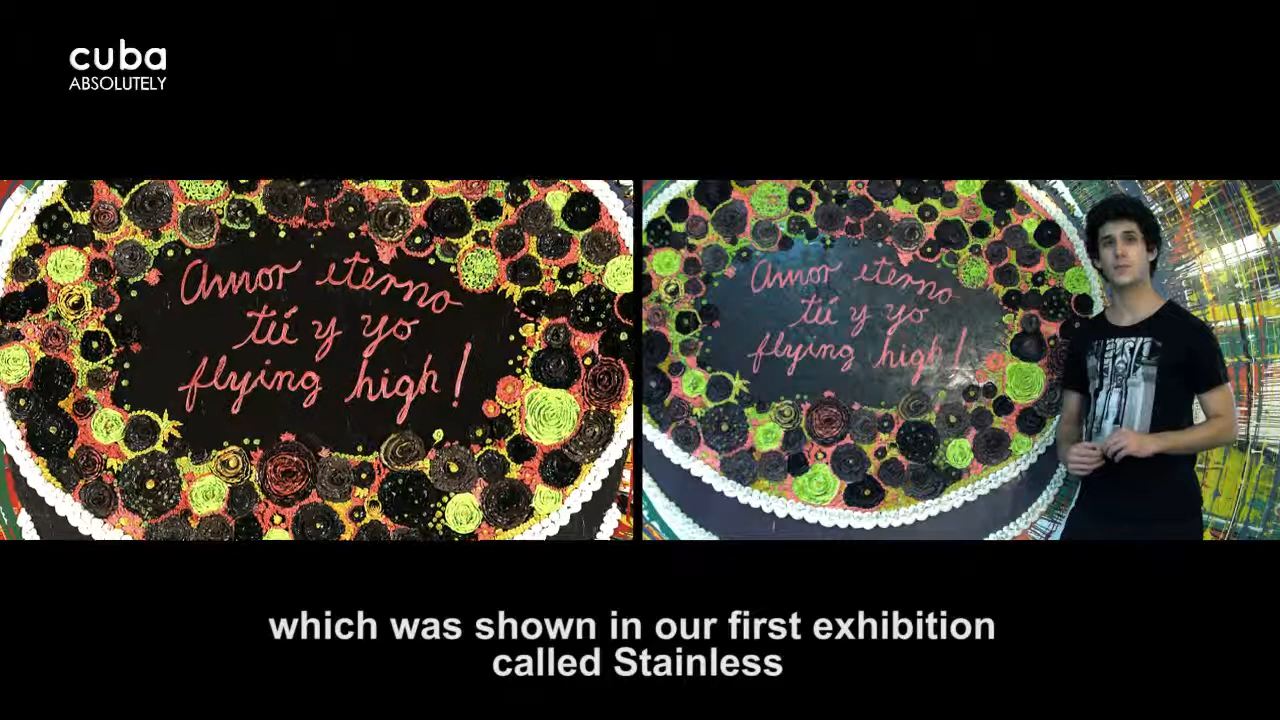 cuba
ABSOLUTELY
Amor eterno
tú y yo
flying high!
Amor eterno
tú y yo
flying high!
which was shown in our first exhibition
called Stainless